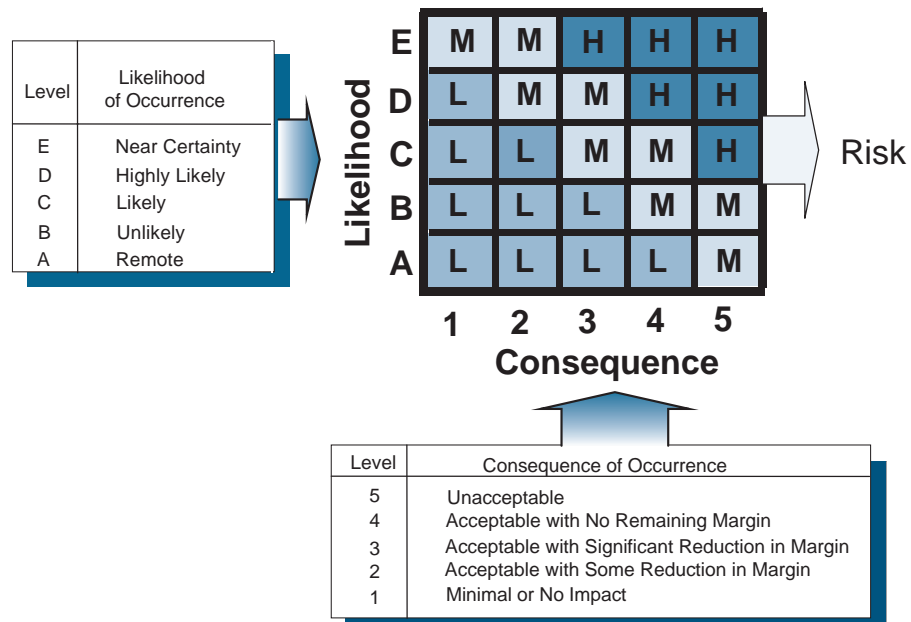 Level Likelihood of Occurrence
E Near Certainty
D Highly Likely
C Likely
B Unlikely
A Remote
Likelihood
E M M H H H
D L M M H H
C L L M M H
B L L L M M
A L L L L M
1 2 3 4 5
Consequence
Risk
Level Consequence of Occurrence
5 Unacceptable
4 Acceptable with No Remaining Margin
3 Acceptable with Significant Reduction in Margin
2 Acceptable with Some Reduction in Margin
1 Minimal or No Impact